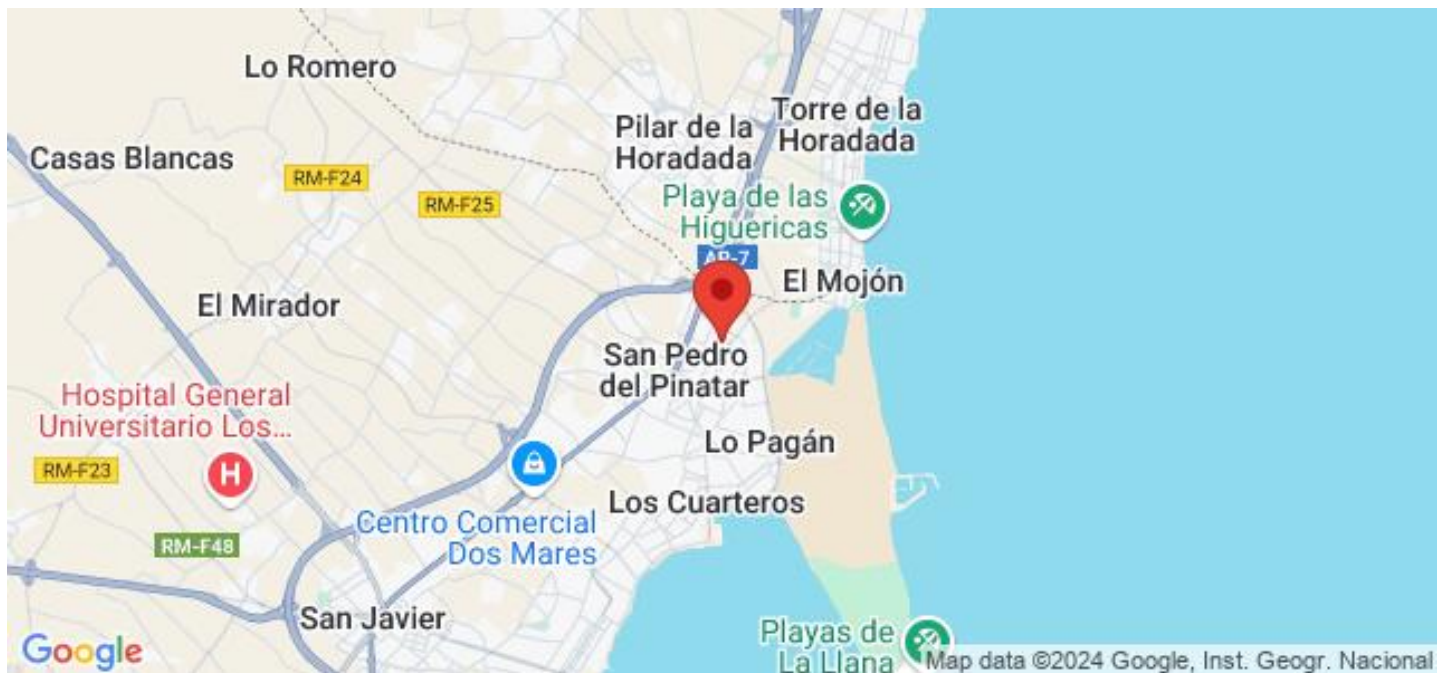 Lo Romero
Torre de la
Horadada
Pilar de la
Horadada
Casas Blancas
RM-F24
RM-F25
Playa de las
Higuericas
AP-7
El Mojón
El Mirador
San Pedro
del Pinatar
Hospital General
Universitario Los...
H
RM-F23
Lo Pagán
Los Cuarteros
Centro Comercial
Dos Mares
RM-F48
San Javier
Playas de
La Llana
Google
Map data ©2024 Google, Inst. Geogr. Nacional